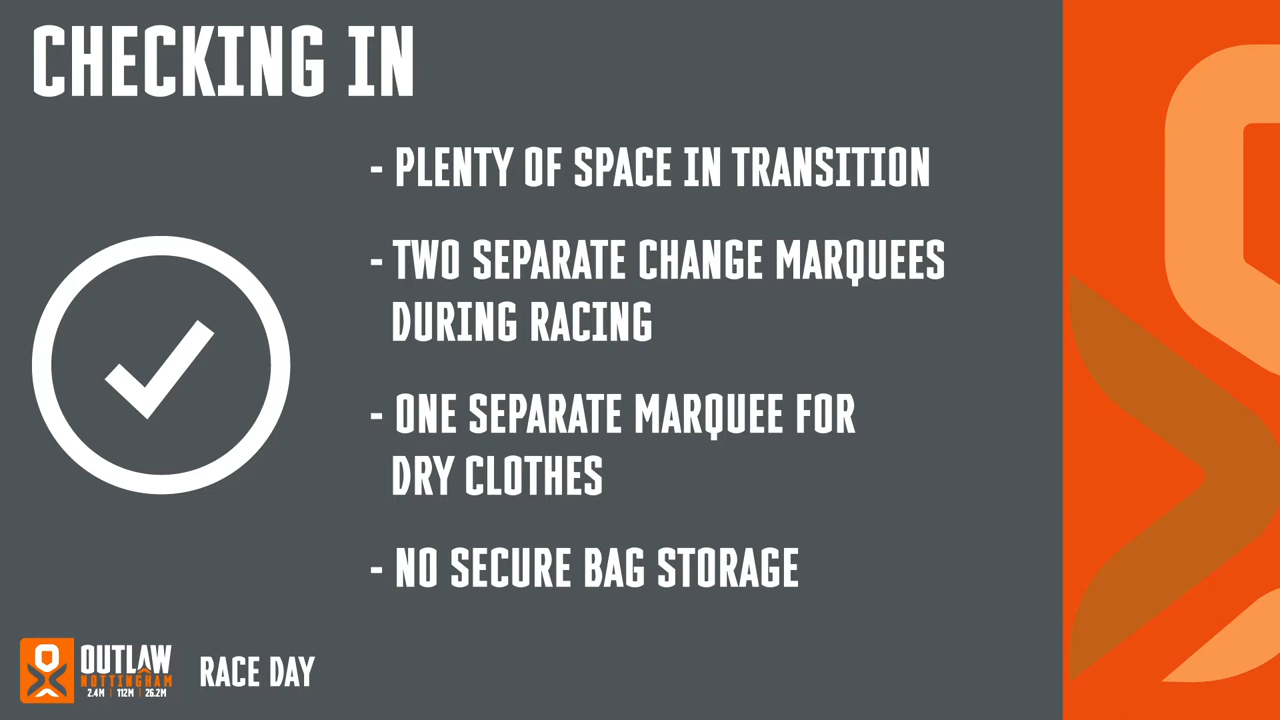 CHECKING IN
- PLENTY OF SPACE IN TRANSITION
- TWO SEPARATE CHANGE MARQUEES
DURING RACING
- ONE SEPARATE MARQUEE FOR
DRY CLOTHES
- NO SECURE BAG STORAGE
OUTLAW
NOTTINGHAM
2.4M | 112M | 26.2M
RACE DAY